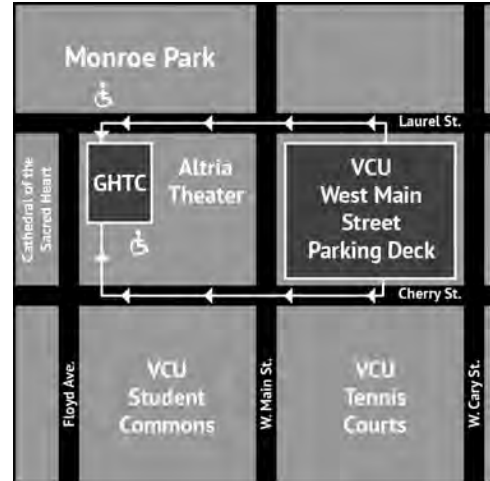 Monroe Park
Laurel St.
Cathedral of the
Sacred Heart
GHTC
Altria
Theater
VCU
West Main
Street
Parking Deck
Cherry St.
Floyd Ave.
VCU
Student
Commons
W. Main St.
VCU
Tennis
Courts
W. Cary St.